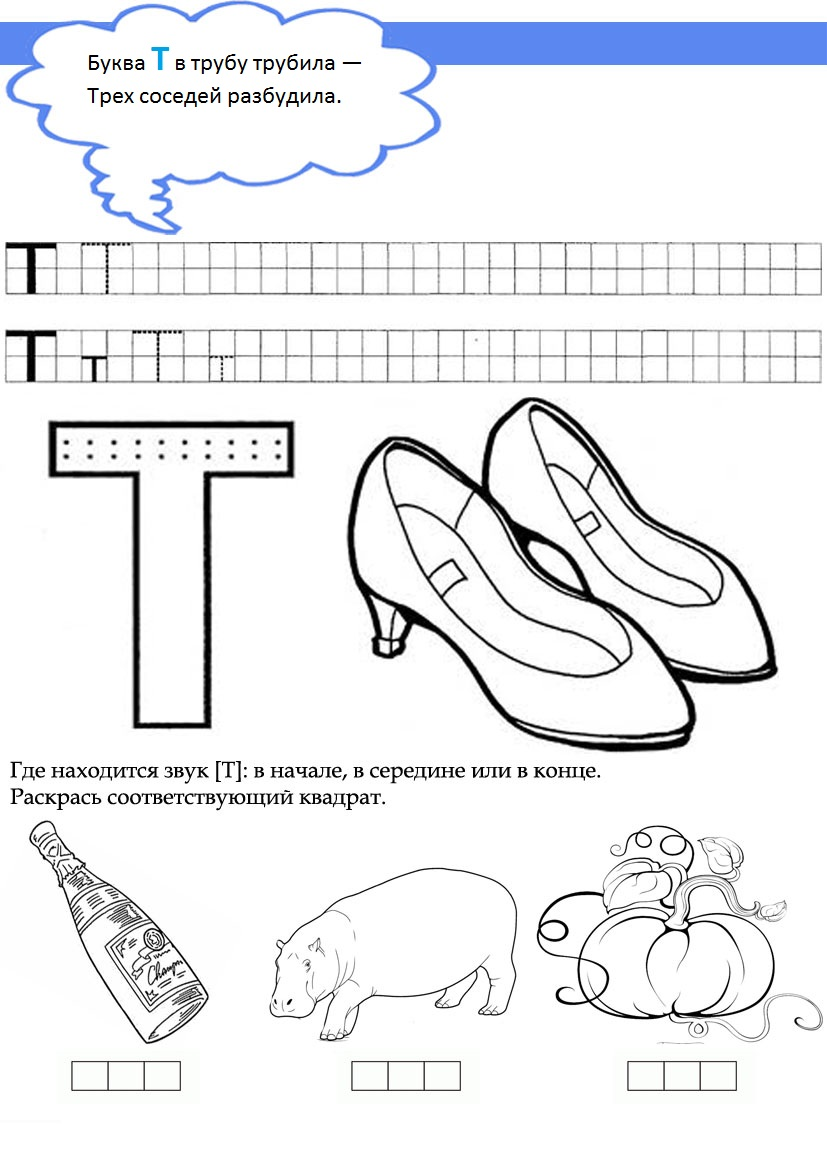 Буква Т в трубу трубила —
Трех соседей разбудила.
Т Т
Т т Т т
Т
Где находится звук [Т]: в начале, в середине или в конце.
Раскрась соответствующий квадрат.